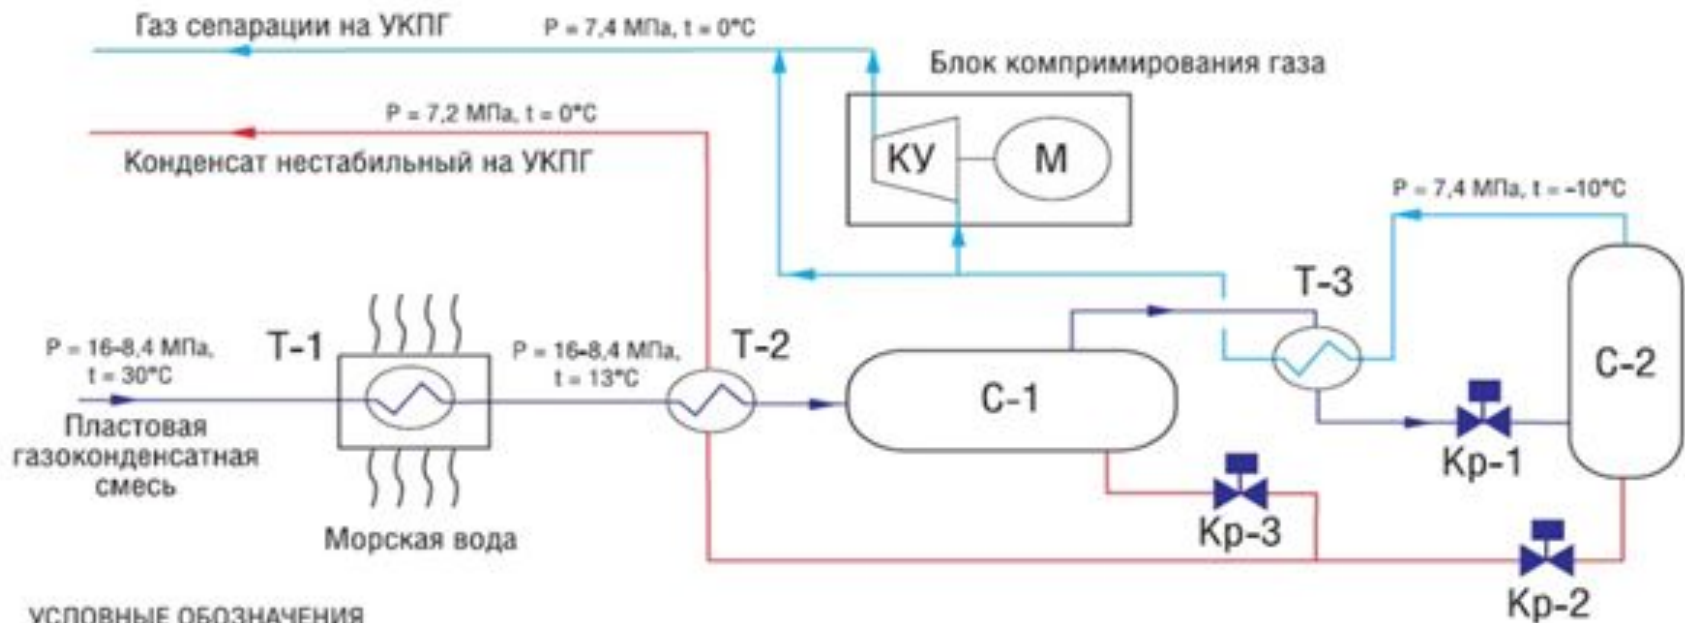 Газ сепарации на УКПГ
P = 7,4 МПа, t = 0°C
Блок компримирования газа
P = 7,2 МПа, t = 0°C
Конденсат нестабильный на УКПГ
КУ
М
P = 7,4 МПа, t = -10°C
Т-3
P = 16-8,4 МПа,
t = 30°C
Т-1
P = 16-8,4 МПа,
t = 13°C
Т-2
С-1
С-2
Пластовая
газоконденсатная
смесь
Кр-1
Морская вода
Кр-3
Кр-2
УСЛОВНЫЕ ОБОЗНАЧЕНИЯ